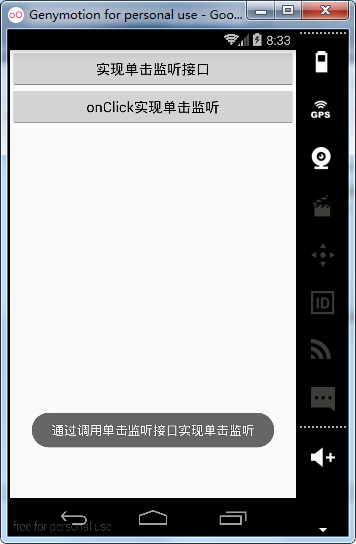 Genymotion for personal use - Goo...
8:33
实现单击监听接口
onClick实现单击监听
GPS
ID
通过调用单击监听接口实现单击监听
free for personal use